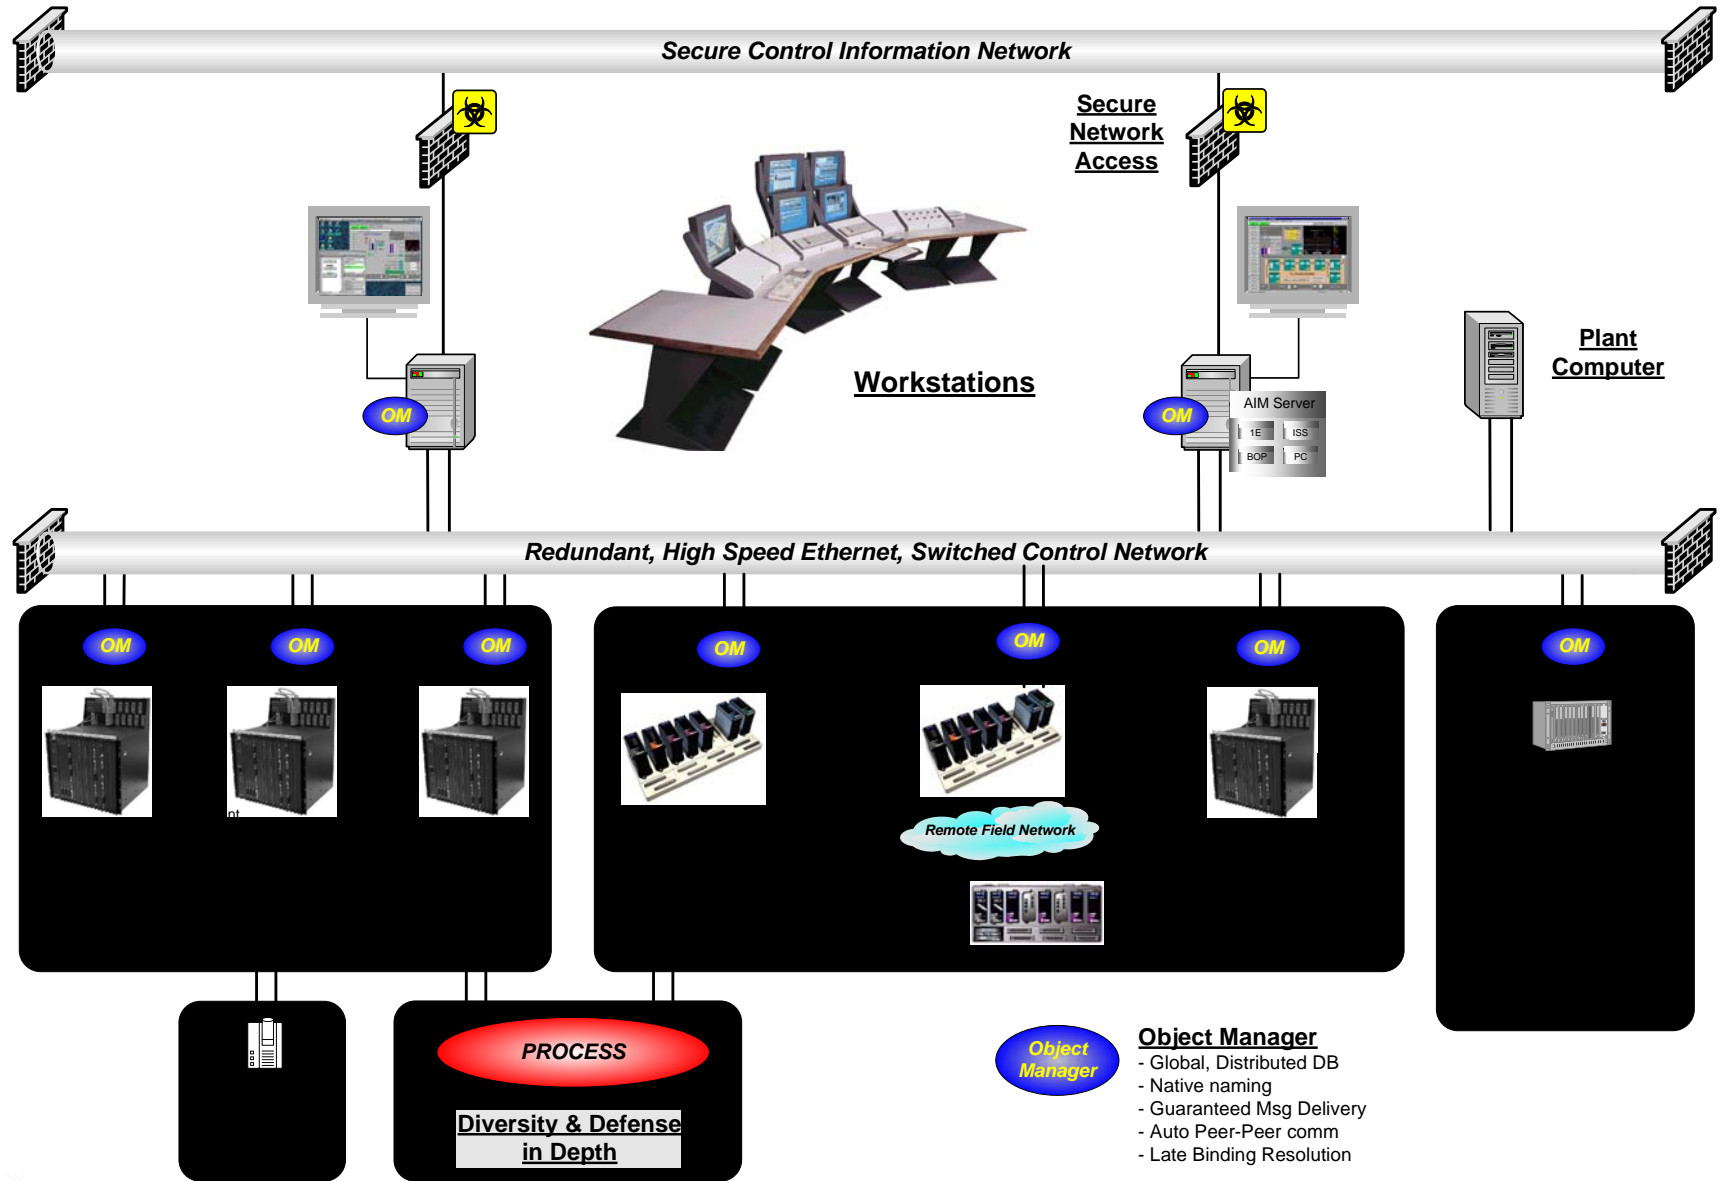 Secure Control Information Network
Secure
Network
Access
Workstations
Plant
Computer
OM
OM
AIM Server
1E
ISS
BOP
PC
Redundant, High Speed Ethernet, Switched Control Network
OM
OM
OM
OM
OM
OM
OM
nt
Remote Field Network
PROCESS
Diversity & Defense
in Depth
Object
Manager
Object Manager
- Global, Distributed DB
- Native naming
- Guaranteed Msg Delivery
- Auto Peer-Peer comm
- Late Binding Resolution